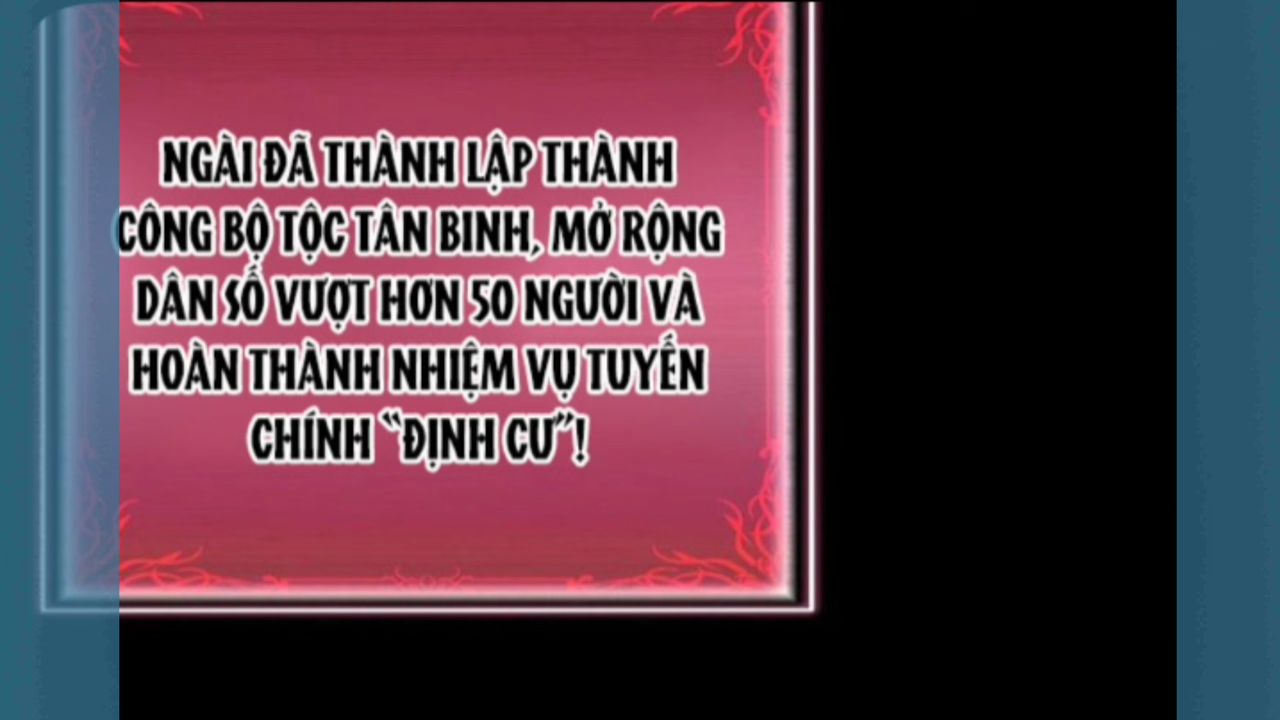 NGÀI ĐÃ THÀNH LẬP THÀNH
CÔNG BỘ TỘC TÂN BINH, MỞ RỘNG
DÂN SỐ VƯỢT HƠN 50 NGƯỜI VÀ
HOÀN THÀNH NHIỆM VỤ TUYẾN
CHÍNH “ĐỊNH CƯ”!